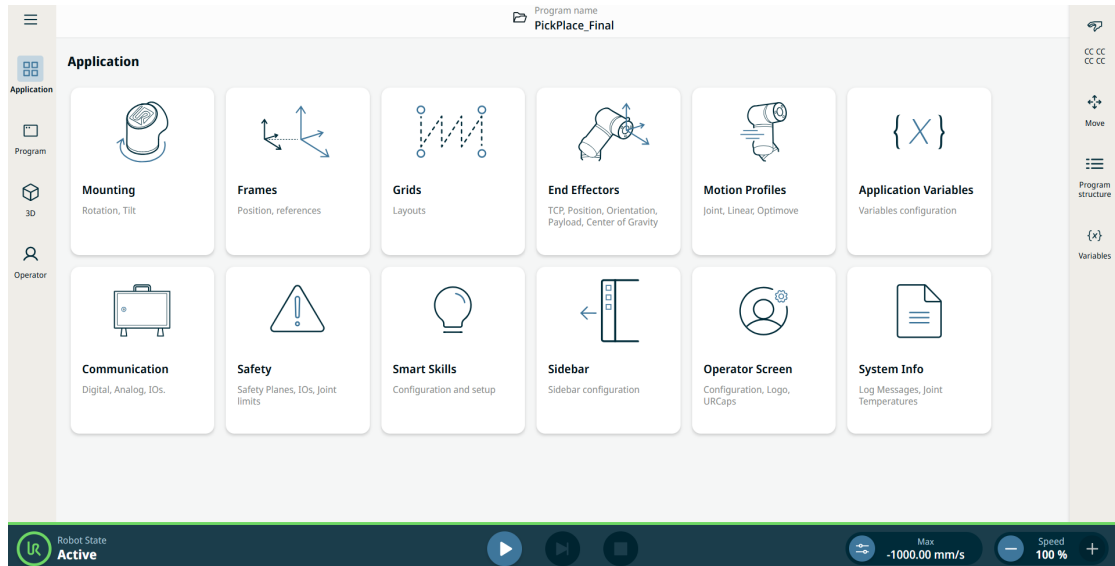 Program name
PickPlace_Final
Application
Application
Program
3D
Operator
Mounting
Rotation, Tilt
Frames
Position, references
Grids
Layouts
End Effectors
TCP, Position, Orientation,
Payload, Center of Gravity
Motion Profiles
Joint, Linear, Optimove
{X}
Application Variables
Variables configuration
Communication
Digital, Analog, IOs.
Safety
Safety Planes, IOs, Joint
limits
Smart Skills
Configuration and setup
Sidebar
Sidebar configuration
Operator Screen
Configuration, Logo,
URCaps
System Info
Log Messages, Joint
Temperatures
CC CC
CC CC
Move
Program
structure
{x}
Variables
UR
Robot State
Active
Max
-1000.00 mm/s
Speed
100 %